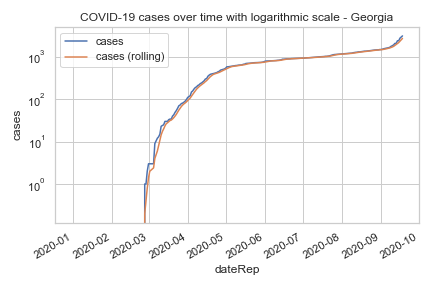 COVID-19 cases over time with logarithmic scale - Georgia
cases
cases (rolling)
10³
10²
10¹
10⁰
cases
2020-01
2020-02
2020-03
2020-04
2020-05
2020-06
2020-07
2020-08
2020-09
2020-10
dateRep